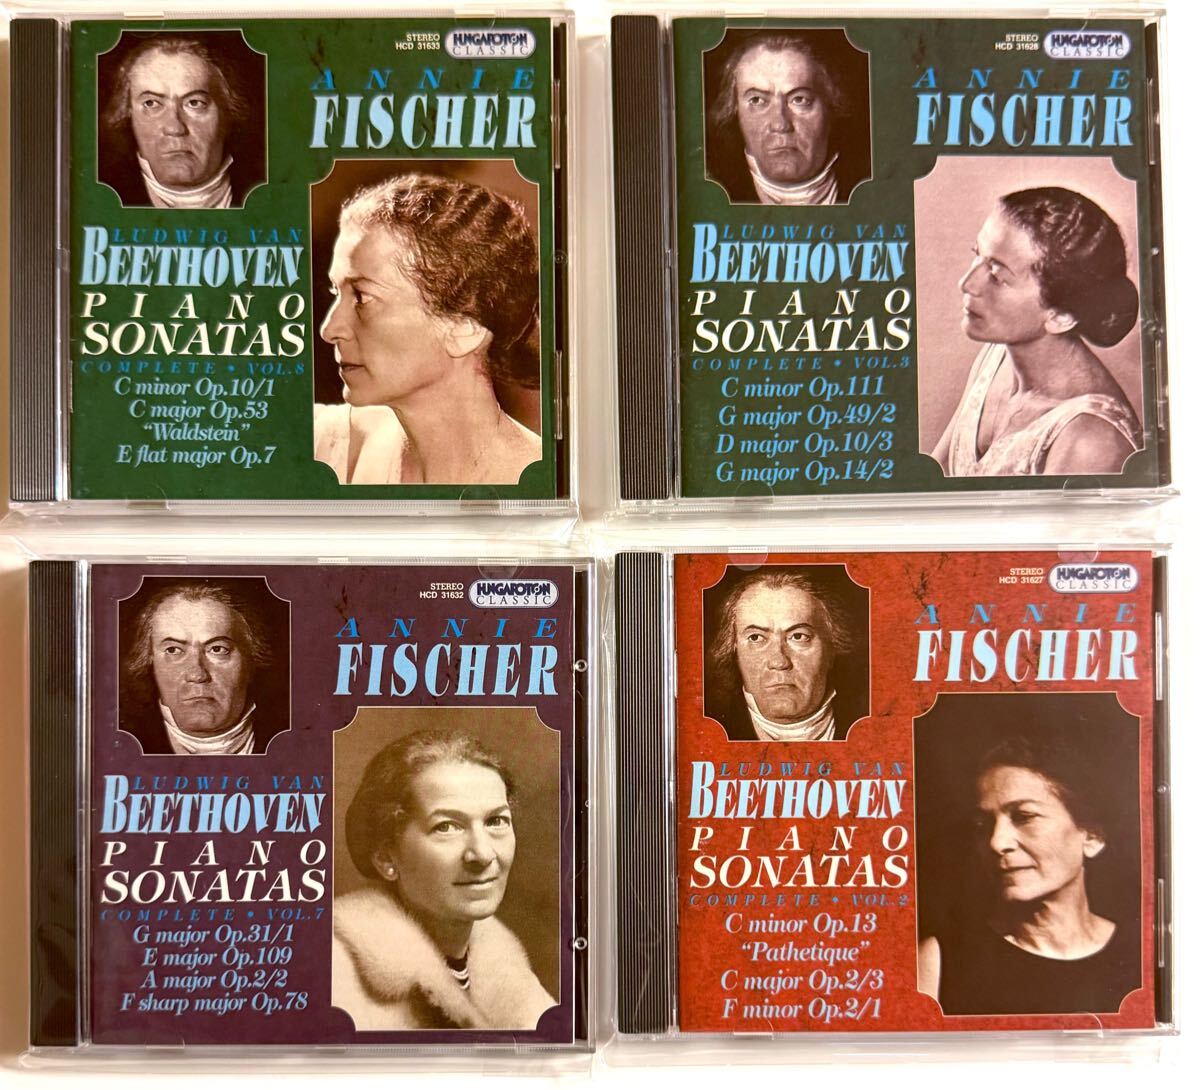 STEREO
HCD 31633
HUNGAROTON
CLASSIC
ANNIE
FISCHER
LUDWIG VAN
BEETHOVEN
PIANO
SONATAS
COMPLETE • VOL.8
C minor Op.10/1
C major Op.53
“Waldstein”
E flat major Op.7
STEREO
HCD 31628
HUNGAROTON
CLASSIC
ANNIE
FISCHER
LUDWIG VAN
BEETHOVEN
PIANO
SONATAS
COMPLETE • VOL.3
C minor Op.111
G major Op.49/2
D major Op.10/3
G major Op.14/2
STEREO
HCD 31632
HUNGAROTON
CLASSIC
ANNIE
FISCHER
LUDWIG VAN
BEETHOVEN
PIANO
SONATAS
COMPLETE • VOL.7
G major Op.31/1
E major Op.109
A major Op.2/2
F sharp major Op.78
STEREO
HCD 31627
HUNGAROTON
CLASSIC
ANNIE
FISCHER
LUDWIG VAN
BEETHOVEN
PIANO
SONATAS
COMPLETE • VOL.2
C minor Op.13
“Pathetique”
C major Op.2/3
F minor Op.2/1